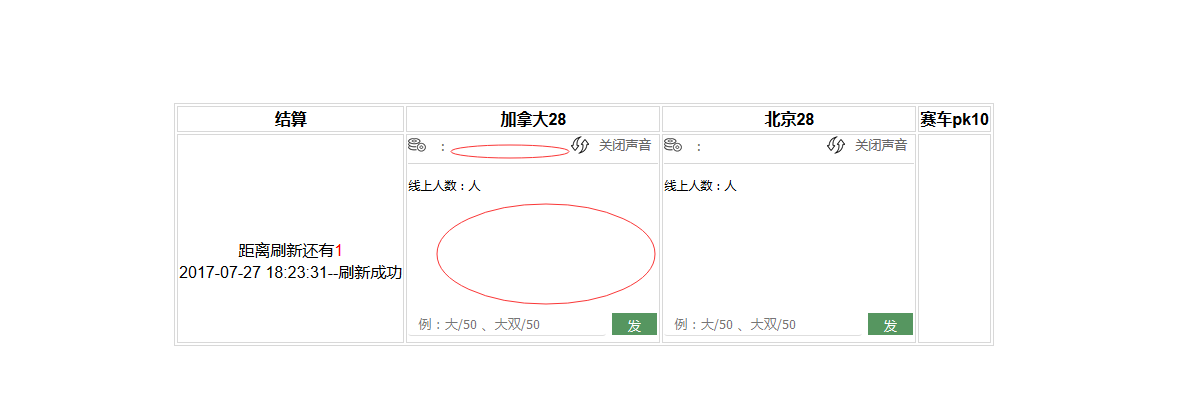 结算 加拿大28 北京28 赛车pk10
： 关闭声音 ： 关闭声音
线上人数：人 线上人数：人
距离刷新还有1
2017-07-27 18:23:31--刷新成功
例：大/50 、大双/50 发 例：大/50 、大双/50 发